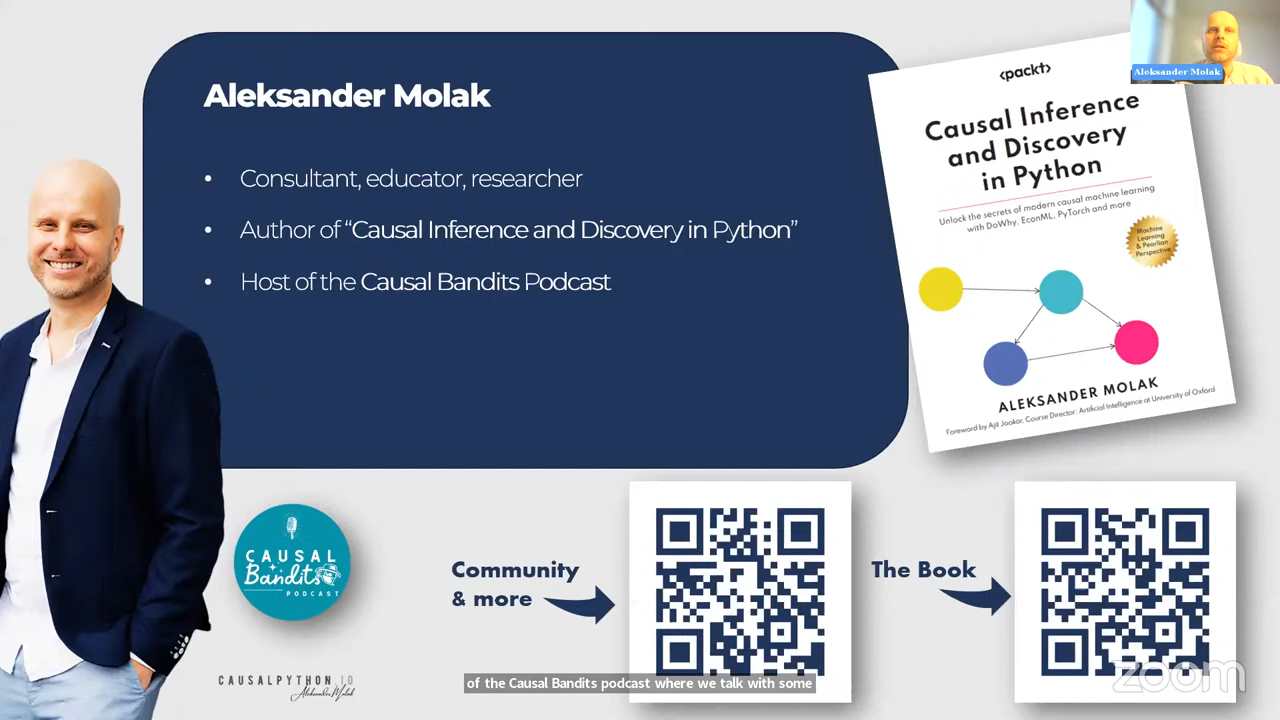 Aleksander Molak
Aleksander Molak
• Consultant, educator, researcher
• Author of “Causal Inference and Discovery in Python”
• Host of the Causal Bandits Podcast
<packt>
Causal Inference
and Discovery
in Python
Unlock the secrets of modern causal machine learning
with DoWhy, EconML, PyTorch and more
Machine
Learning
& Pearlian
Perspective
ALEKSANDER MOLAK
Foreword by Ajit Jaokar, Course Director: Artificial Intelligence at University of Oxford
CAUSAL
Bandits
PODCAST
Community
& more
The Book
CAUSALPYTHON.IO
Aleksander Molak
of the Causal Bandits podcast where we talk with some
zoom